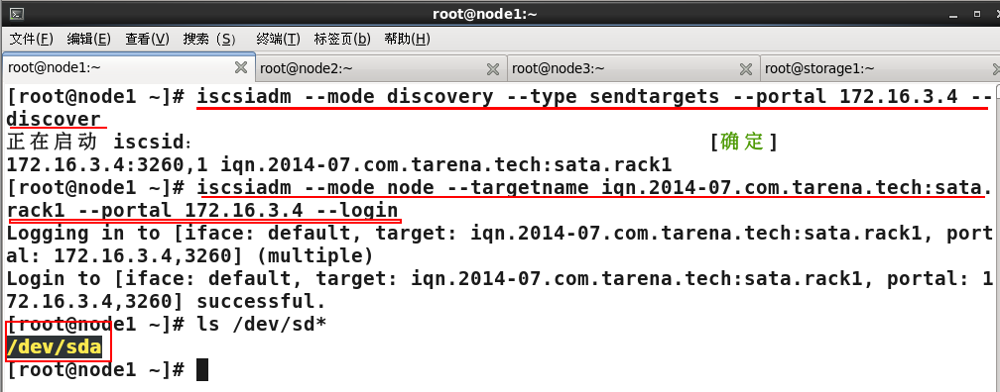 root@node1:~
文件(F) 编辑(E) 查看(V) 搜索 (S) 终端(T) 标签页(b) 帮助(H)
root@node1:~ root@node2:~ root@node3:~ root@storage1:~
[root@node1 ~]# iscsiadm --mode discovery --type sendtargets --portal 172.16.3.4 --
discover
正在启动 iscsid： [确定]
172.16.3.4:3260,1 iqn.2014-07.com.tarena.tech:sata.rack1
[root@node1 ~]# iscsiadm --mode node --targetname iqn.2014-07.com.tarena.tech:sata.
rack1 --portal 172.16.3.4 --login
Logging in to [iface: default, target: iqn.2014-07.com.tarena.tech:sata.rack1, port
al: 172.16.3.4,3260] (multiple)
Login to [iface: default, target: iqn.2014-07.com.tarena.tech:sata.rack1, portal: 1
72.16.3.4,3260] successful.
[root@node1 ~]# ls /dev/sd*
/dev/sda
[root@node1 ~]#